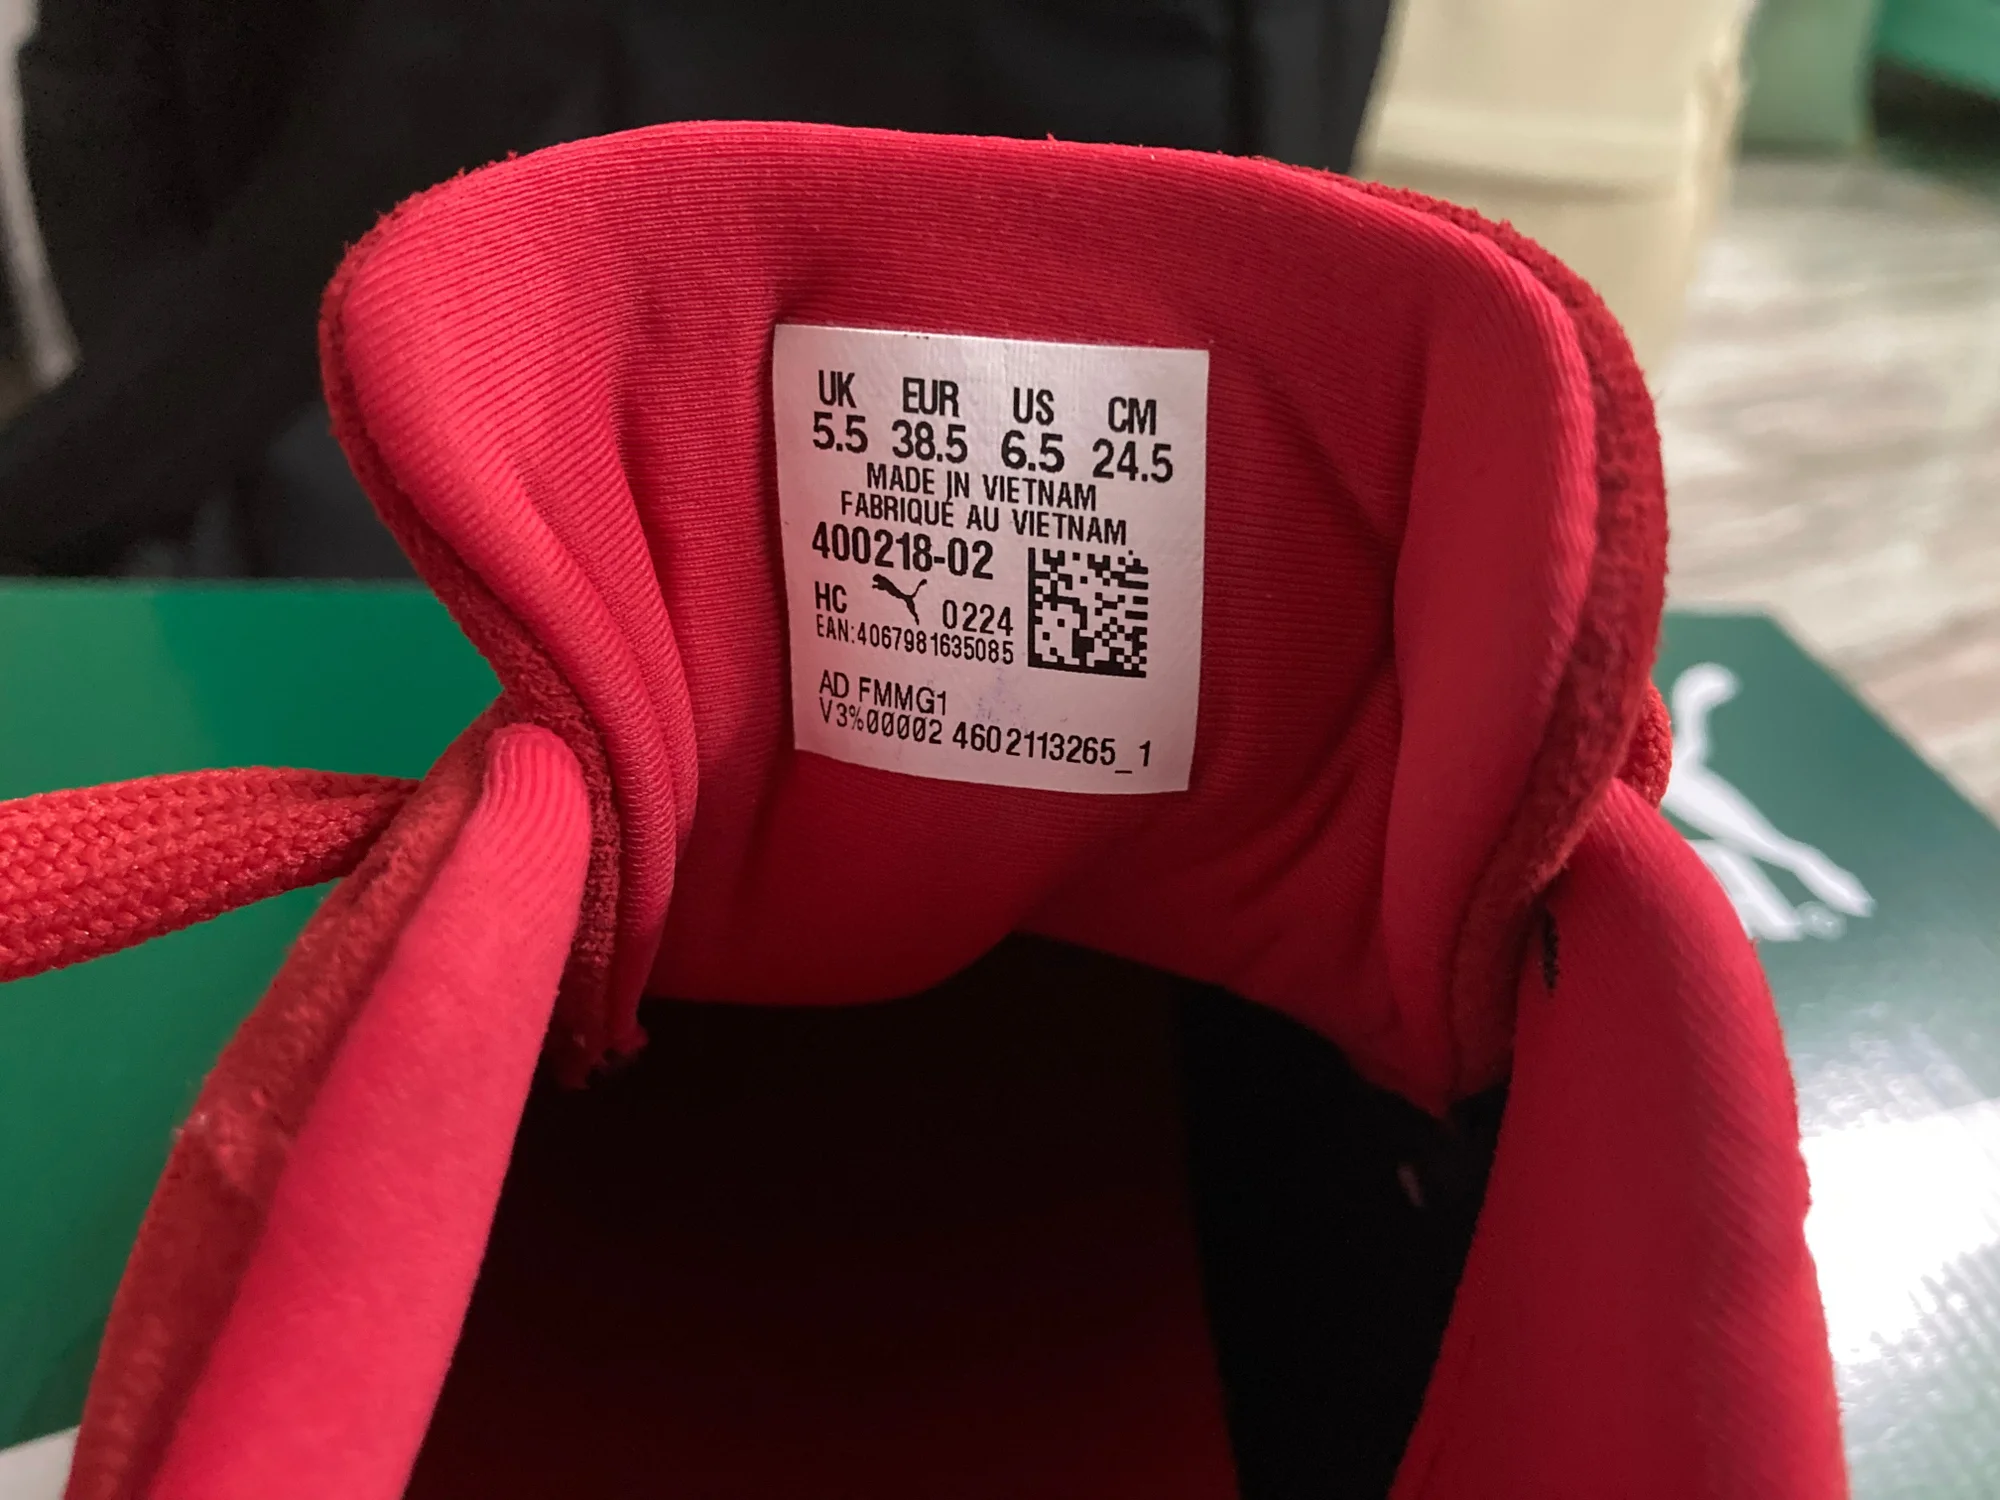 UK EUR US CM
5.5 38.5 6.5 24.5
MADE IN VIETNAM
FABRIQUÉ AU VIETNAM
400218-02
HC 0224
EAN:4067981635085
AD FMMG1
V3%00002 4602113265_1